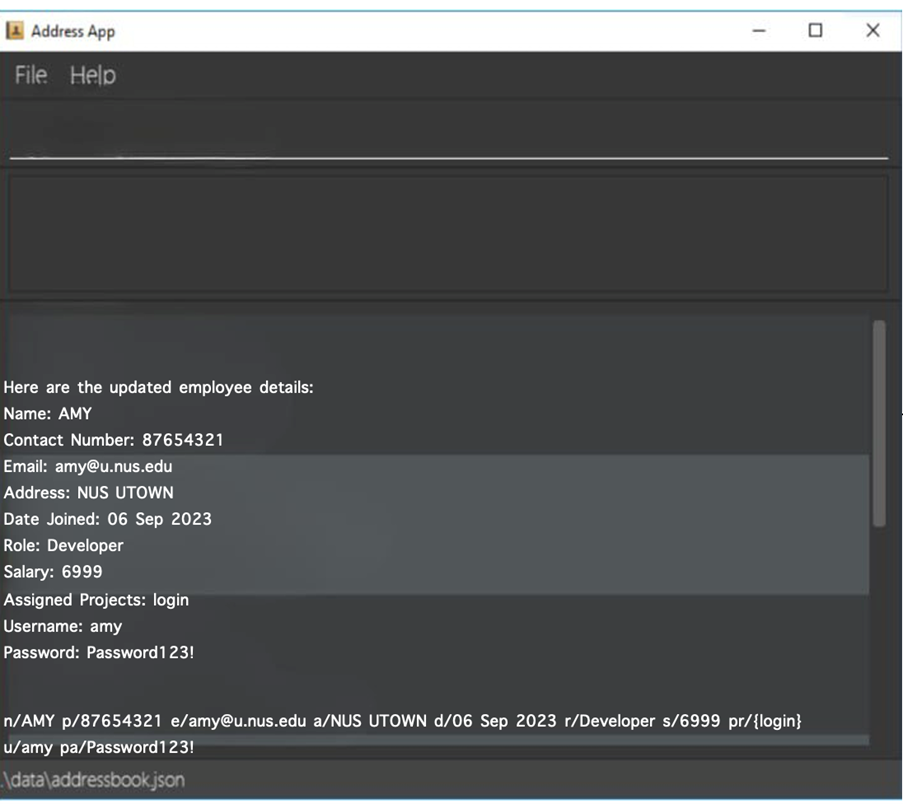 Address App
File Help
Here are the updated employee details:
Name: AMY
Contact Number: 87654321
Email: amy@u.nus.edu
Address: NUS UTOWN
Date Joined: 06 Sep 2023
Role: Developer
Salary: 6999
Assigned Projects: login
Username: amy
Password: Password123!
n/AMY p/87654321 e/amy@u.nus.edu a/NUS UTOWN d/06 Sep 2023 r/Developer s/6999 pr/{login}
u/amy pa/Password123!
.\data\addressbook.json